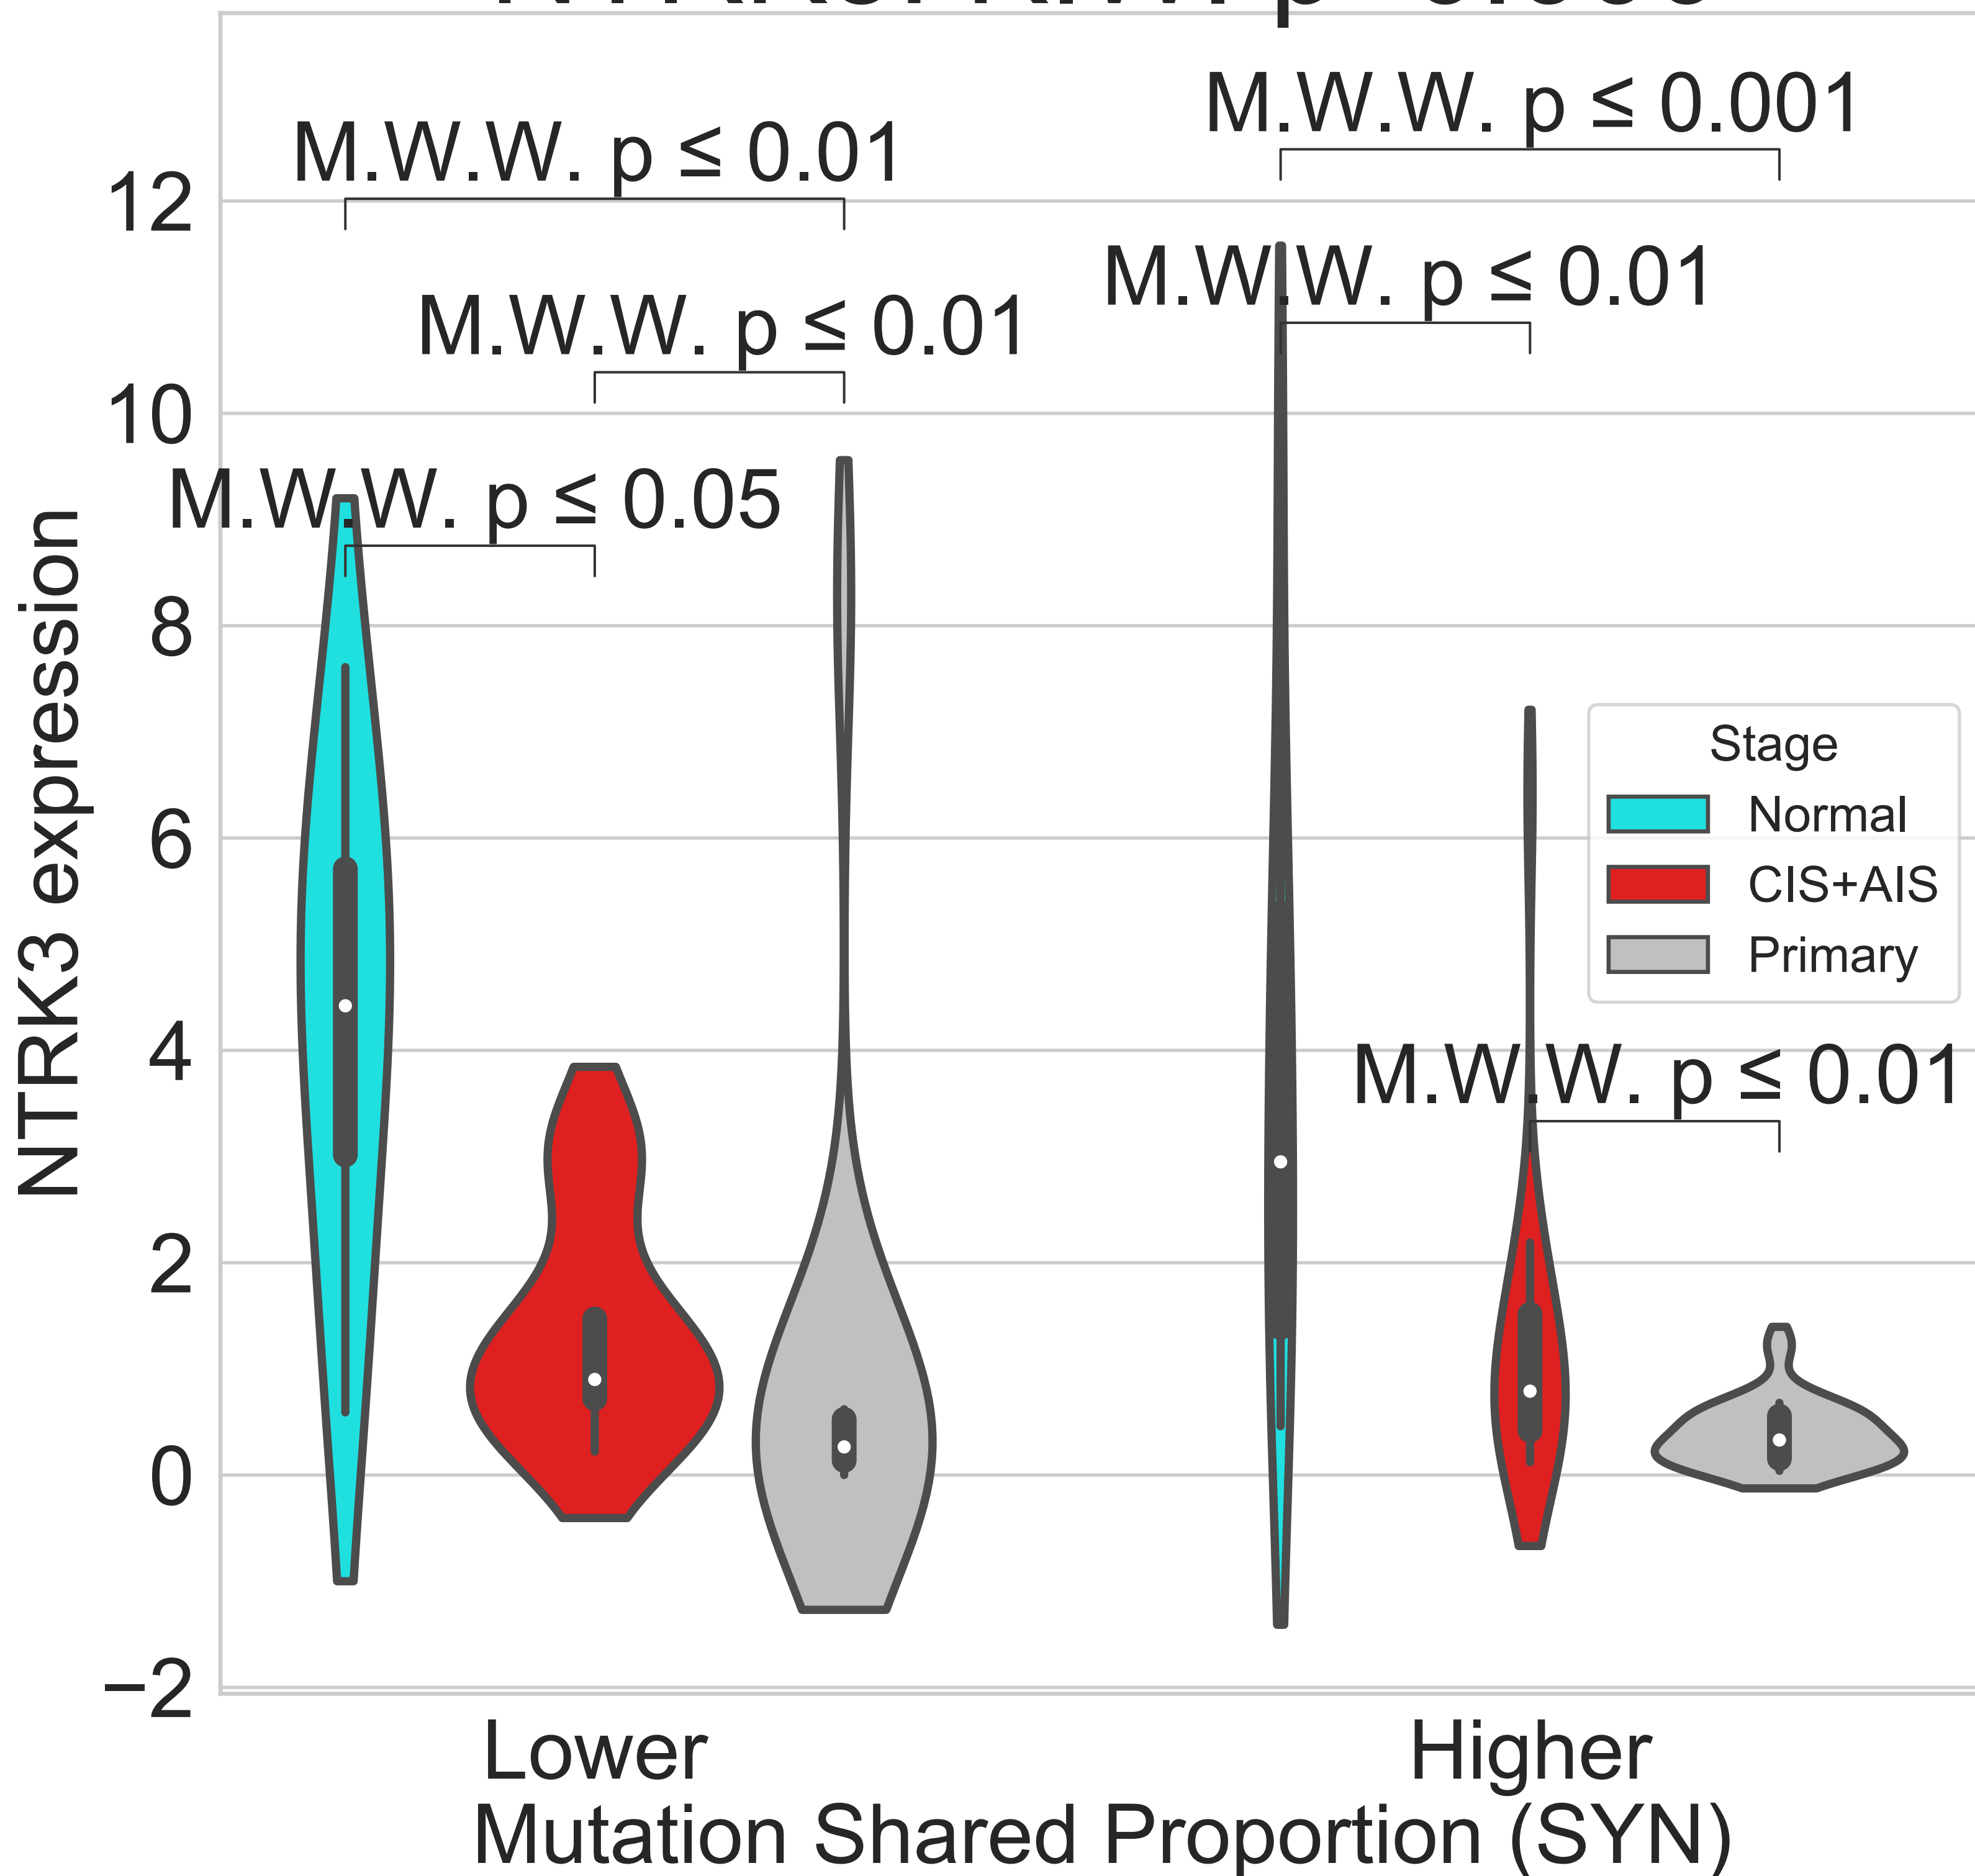 M.W.W. p ≤ 0.001
M.W.W. p ≤ 0.01
12
M.W.W. p ≤ 0.01
M.W.W. p ≤ 0.01
10
M.W.W. p ≤ 0.05
8
Stage
Normal
CIS+AIS
Primary
6
NTRK3 expression
4
M.W.W. p ≤ 0.01
2
0
−2
Lower
Higher
Mutation Shared Proportion (SYN)